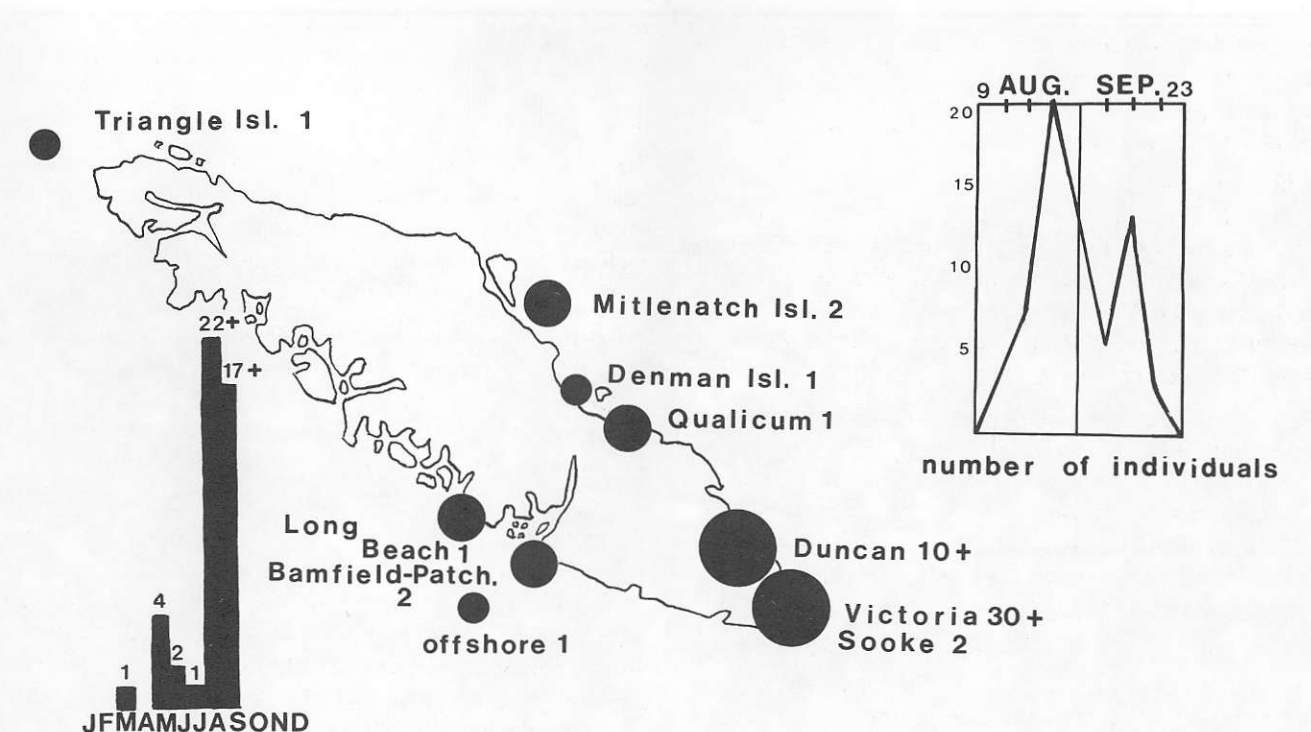 9 AUG. SEP. 23
20
15
10
5
number of individuals
Triangle Isl. 1
Mitlenatch Isl. 2
Denman Isl. 1
Qualicum 1
22+
17+
Long
Beach 1
Bamfield-Patch.
2
offshore 1
Duncan 10+
Victoria 30+
Sooke 2
4
2
1
1
JFMAMJJASOND